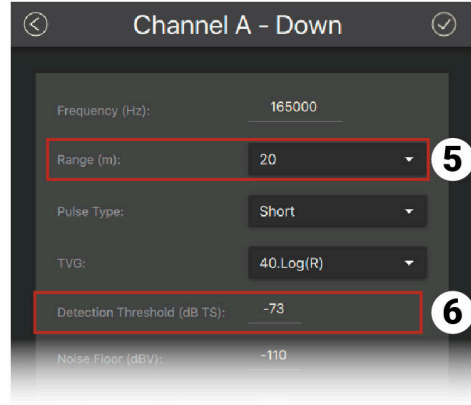 Channel A - Down
Frequency (Hz): 165000
Range (m): 20 5
Pulse Type: Short
TVG: 40.Log(R)
Detection Threshold (dB TS): -73 6
Noise Floor (dBV): -110